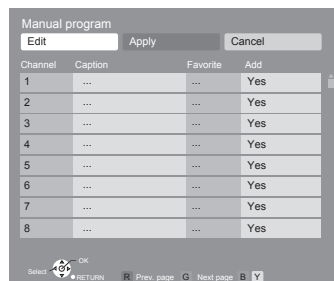 Manual program
Edit Apply Cancel
Channel Caption Favorite Add
1 ... ... Yes
2 ... ... Yes
3 ... ... Yes
4 ... ... Yes
5 ... ... Yes
6 ... ... Yes
7 ... ... Yes
8 ... ... Yes
OK
Select
RETURN R Prev. page G Next page B Y